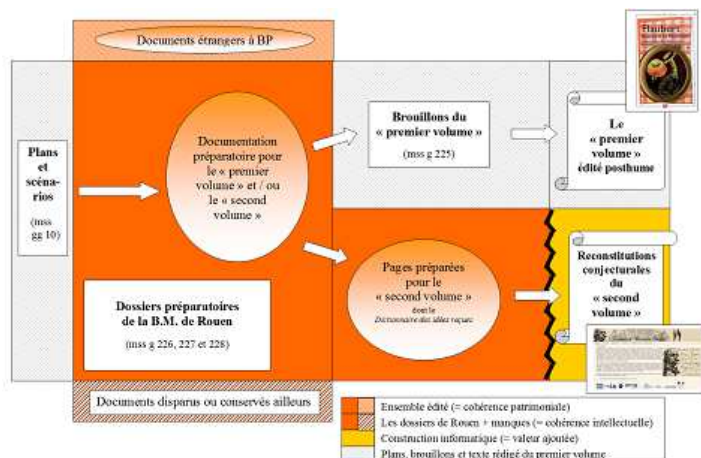 Documents étrangers à BP
Flaubert
Plans
et
scéna-
rios
(mss
gg 10)
Documentation
préparatoire pour
le « premier
volume » et / ou
le « second
volume »
Brouillons du
« premier volume »
(mss g 225)
Le
« premier
volume »
édité posthume
Dossiers préparatoires
de la B.M. de Rouen
(mss g 226, 227 et 228)
Pages préparées
pour le
« second volume »
dont le
Dictionnaire des idées reçues
Reconstitutions
conjecturales
du
« second
volume »
Documents disparus ou conservés ailleurs
Ensemble édité (= cohérence patrimoniale)
Les dossiers de Rouen + manques (= cohérence intellectuelle)
Construction informatique (= valeur ajoutée)
Plans, brouillons et texte rédigé du premier volume